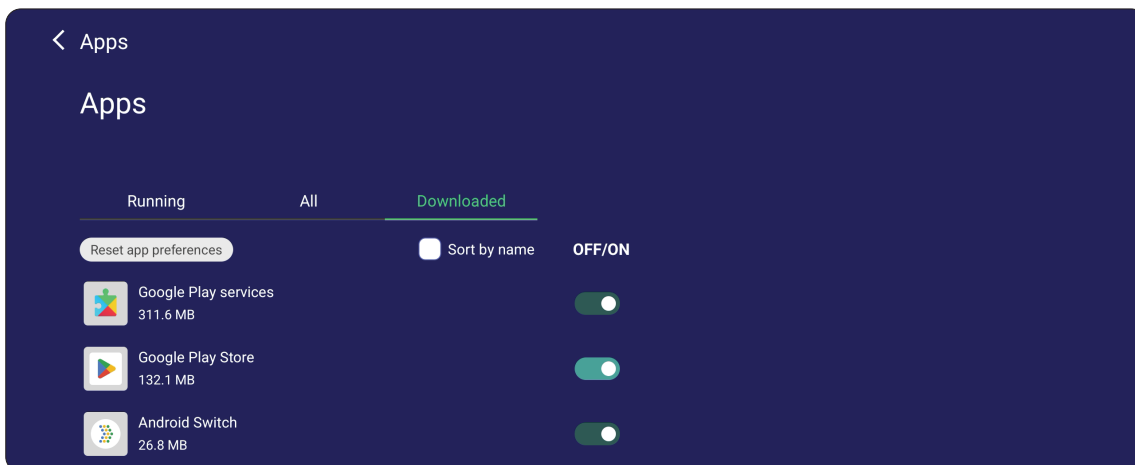 Apps
Apps
Running All Downloaded
Reset app preferences Sort by name OFF/ON
Google Play services
311.6 MB
Google Play Store
132.1 MB
Android Switch
26.8 MB